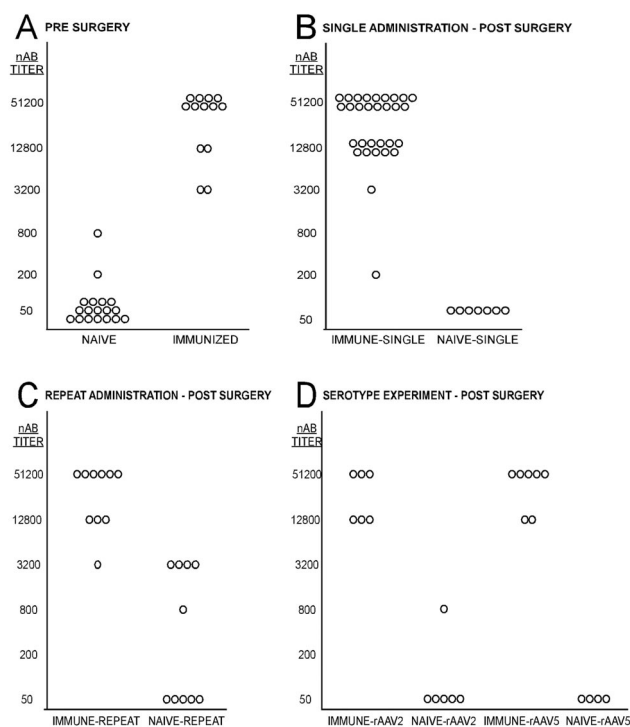 A PRE SURGERY
nAB
TITER
51200
12800
3200
800
200
50
NAIVE IMMUNIZED
B SINGLE ADMINISTRATION - POST SURGERY
nAB
TITER
51200
12800
3200
800
200
50
IMMUNE-SINGLE NAIVE-SINGLE
C REPEAT ADMINISTRATION - POST SURGERY
nAB
TITER
51200
12800
3200
800
200
50
IMMUNE-REPEAT NAIVE-REPEAT
D SEROTYPE EXPERIMENT - POST SURGERY
nAB
TITER
51200
12800
3200
800
200
50
IMMUNE-rAAV2 NAIVE-rAAV2 IMMUNE-rAAV5 NAIVE-rAAV5